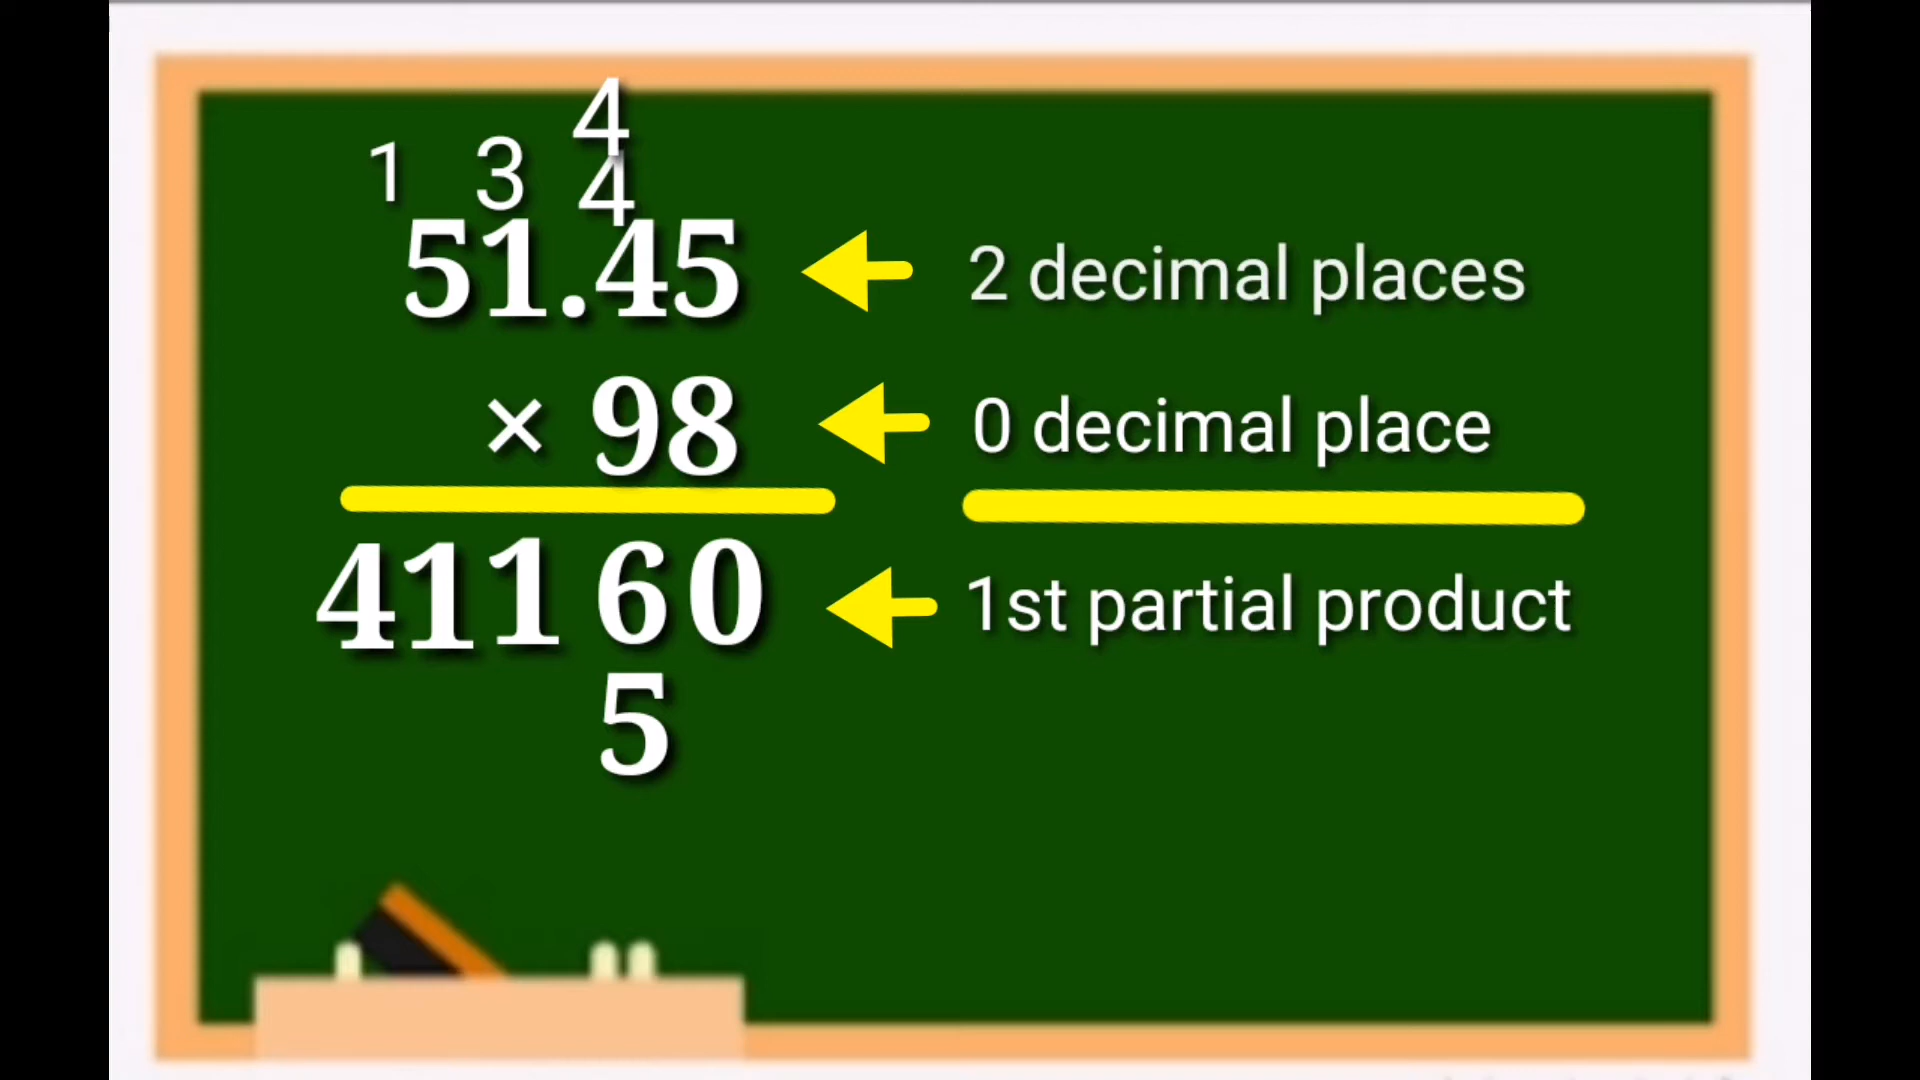 4
1 3 4
51.45 2 decimal places
× 98 0 decimal place
41160 1st partial product
5